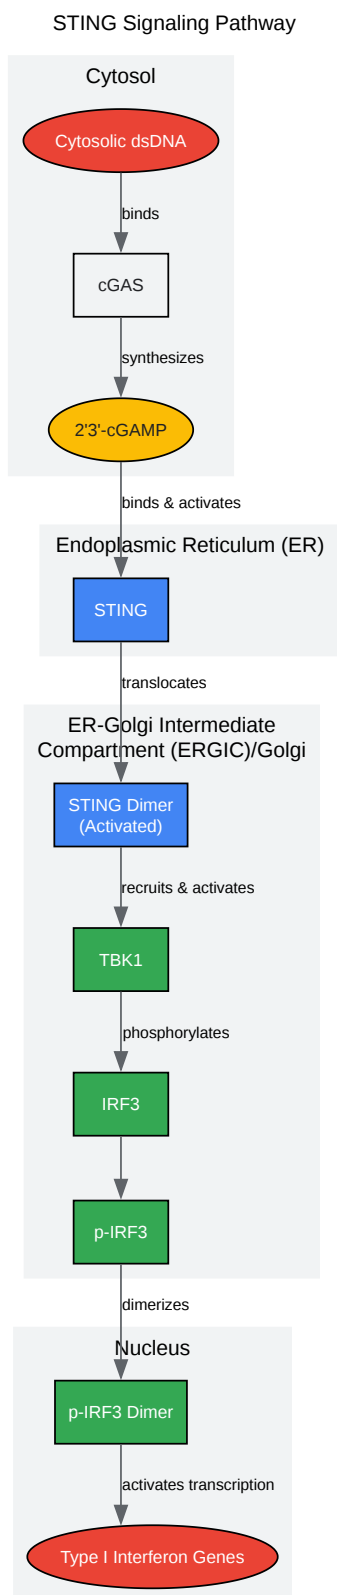 STING Signaling Pathway
Cytosol
Cytosolic dsDNA
binds
cGAS
synthesizes
2'3'-cGAMP
binds & activates
Endoplasmic Reticulum (ER)
STING
translocates
ER-Golgi Intermediate
Compartment (ERGIC)/Golgi
STING Dimer
(Activated)
recruits & activates
TBK1
phosphorylates
IRF3
p-IRF3
dimerizes
Nucleus
p-IRF3 Dimer
activates transcription
Type I Interferon Genes